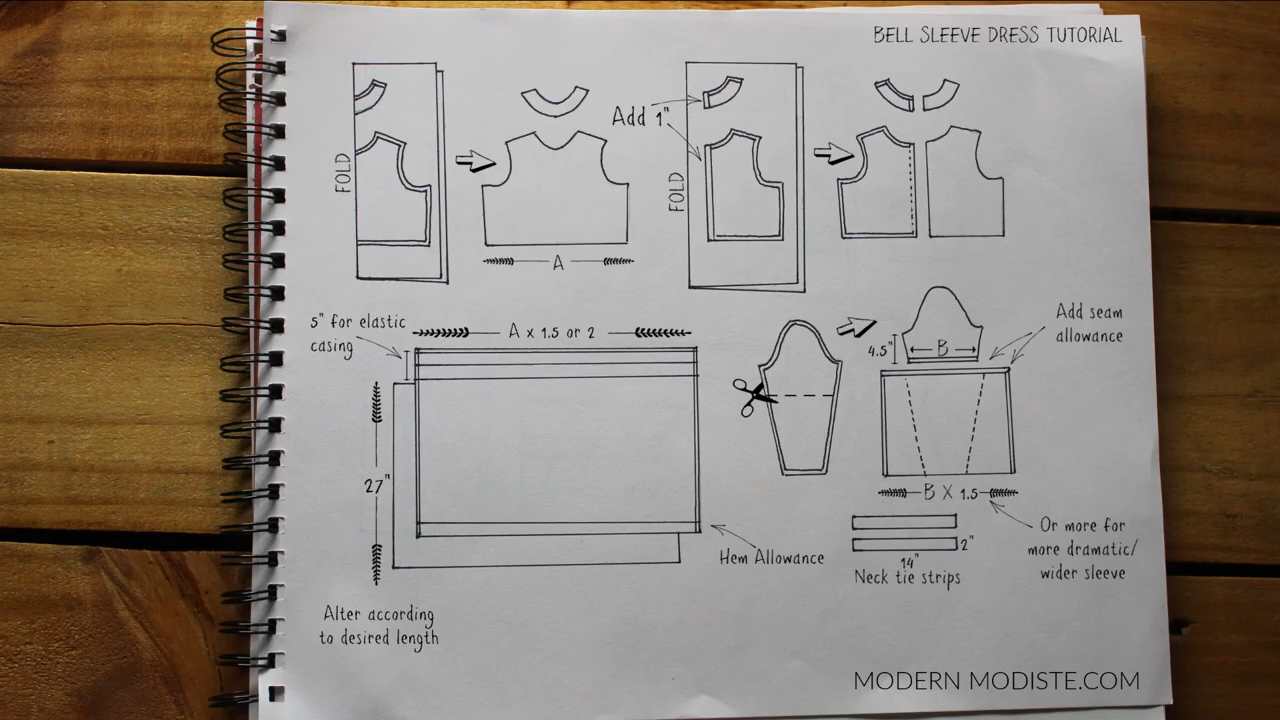 BELL SLEEVE DRESS TUTORIAL
FOLD
A
Add 1"
FOLD
5" for elastic
casing
A x 1.5 or 2
27"
Hem Allowance
Alter according
to desired length
4.5"
B
Add seam
allowance
B X 1.5
Or more for
more dramatic/
wider sleeve
2"
14"
Neck tie strips
MODERN MODISTE.COM